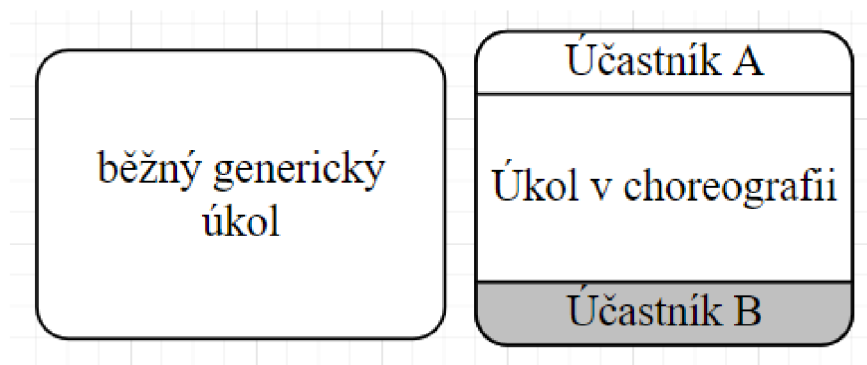 běžný generický
úkol
Účastník A
Úkol v choreografii
Účastník B